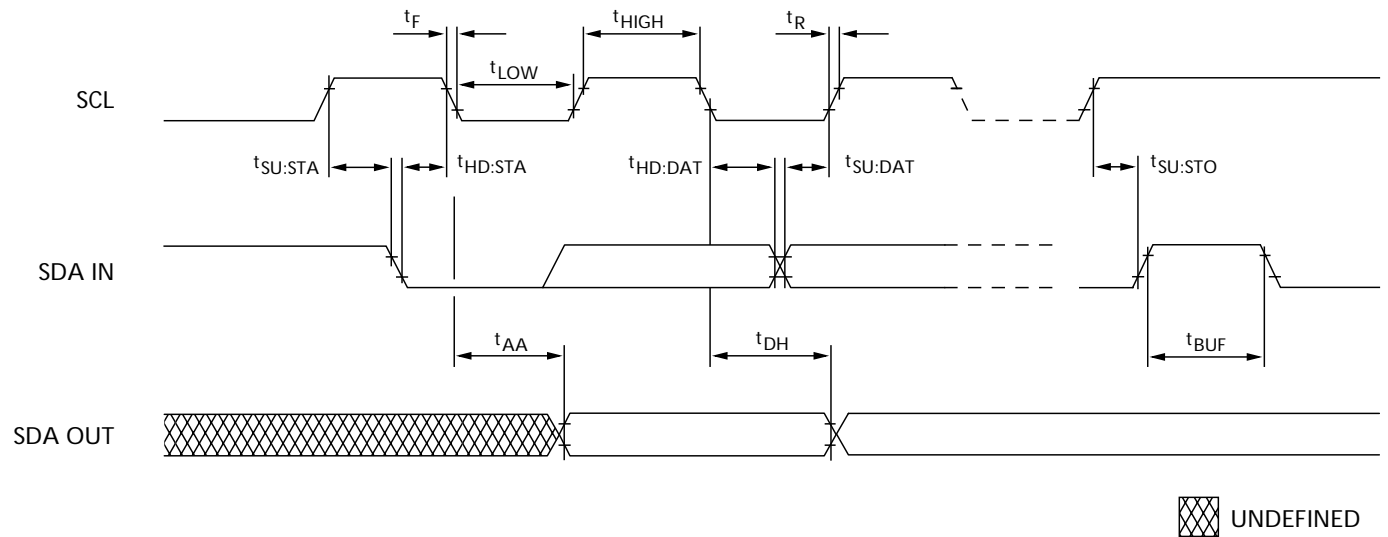 tF
tHIGH
tR
tLOW
SCL
tSU:STA
tHD:STA
tHD:DAT
tSU:DAT
tSU:STO
SDA IN
tAA
tDH
tBUF
SDA OUT
UNDEFINED